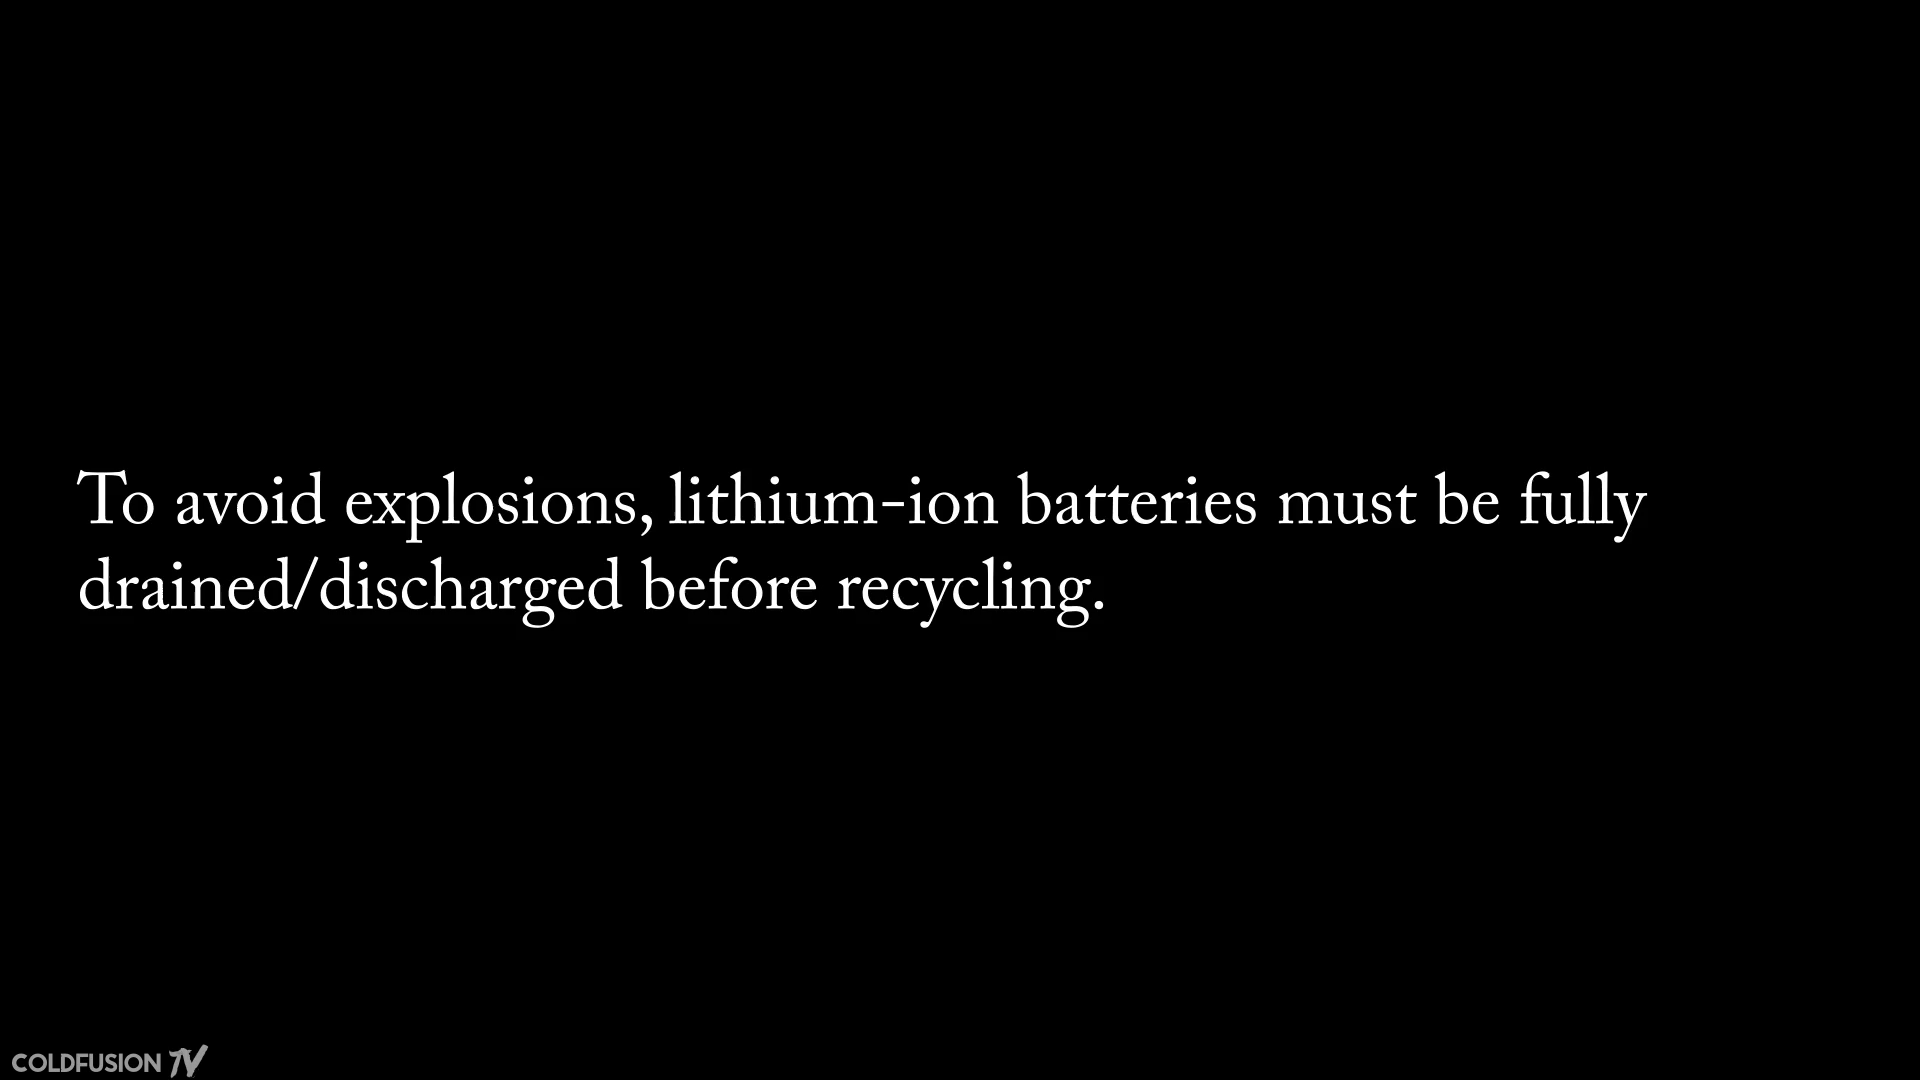 To avoid explosions, lithium-ion batteries must be fully
drained/discharged before recycling.
COLDFUSION TV